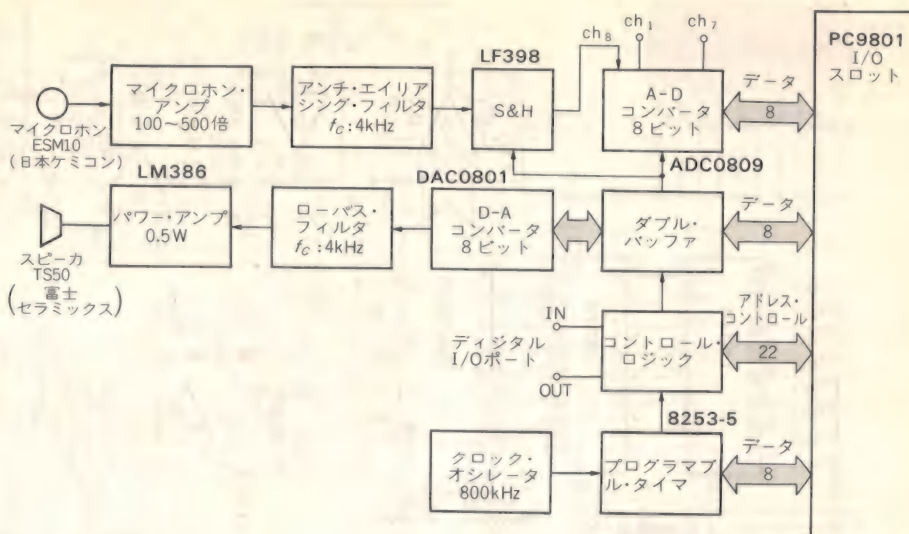 マイクロホン
ESM10
(日本ケミコン)
マイクロホン・
アンプ
100〜500倍
アンチ・エイリア
シング・フィルタ
fc:4kHz
LF398
S&H
ch8
ch1
ch7
A-D
コンバータ
8ビット
ADC0809
データ
8
PC9801
I/O
スロット
スピーカ
TS50
(富士
セラミックス)
LM386
パワー・アンプ
0.5W
ローパス・
フィルタ
fc:4kHz
DAC0801
D-A
コンバータ
8ビット
ダブル・
バッファ
データ
8
ディジタル
I/Oポート
IN
OUT
コントロール・
ロジック
アドレス・
コントロール
22
クロック・
オシレータ
800kHz
8253-5
プログラマブ
ル・タイマ
データ
8